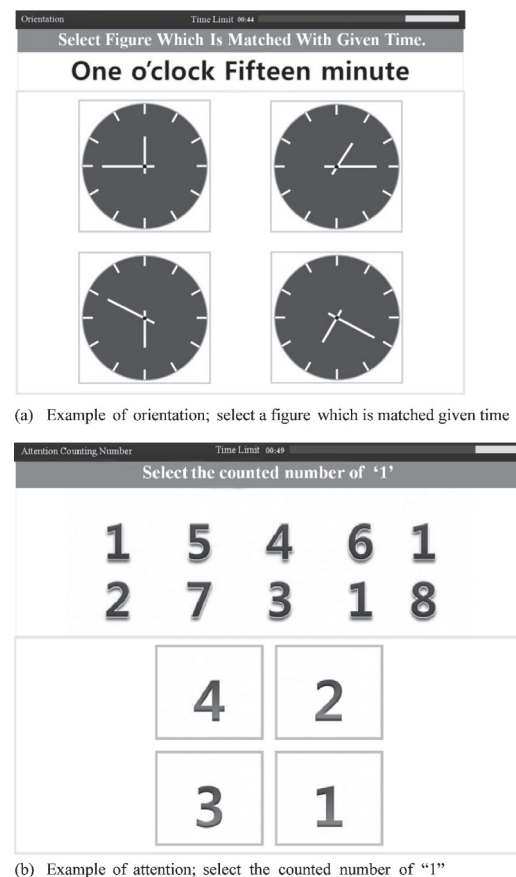 Orientation Time Limit 00:44
Select Figure Which Is Matched With Given Time.
One o'clock Fifteen minute
(a) Example of orientation; select a figure which is matched given time
Attention Counting Number Time Limit 00:49
Select the counted number of ‘1’
1 5 4 6 1
2 7 3 1 8
4 2
3 1
(b) Example of attention; select the counted number of “1”